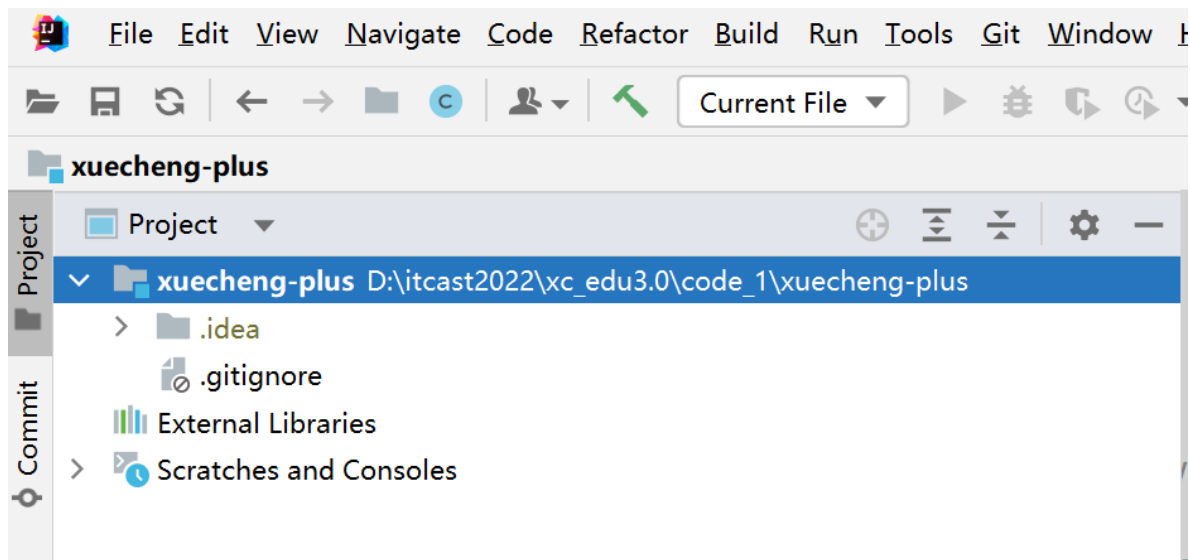 File Edit View Navigate Code Refactor Build Run Tools Git Window
C Current File
xuecheng-plus
Project
Project
xuecheng-plus D:\itcast2022\xc_edu3.0\code_1\xuecheng-plus
.idea
.gitignore
Commit
External Libraries
Scratches and Consoles